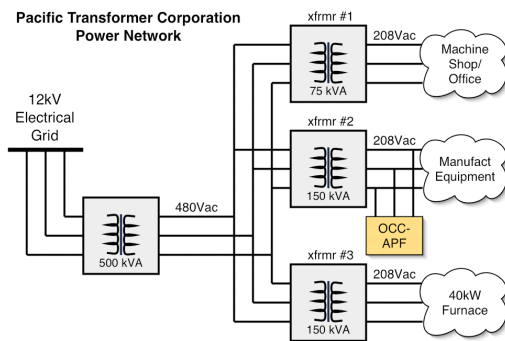 Pacific Transformer Corporation
Power Network
12kV
Electrical
Grid
500 kVA
480Vac
xfrmr #1
75 kVA
208Vac
Machine
Shop/
Office
xfrmr #2
150 kVA
208Vac
Manufact
Equipment
OCC-
APF
xfrmr #3
150 kVA
208Vac
40kW
Furnace